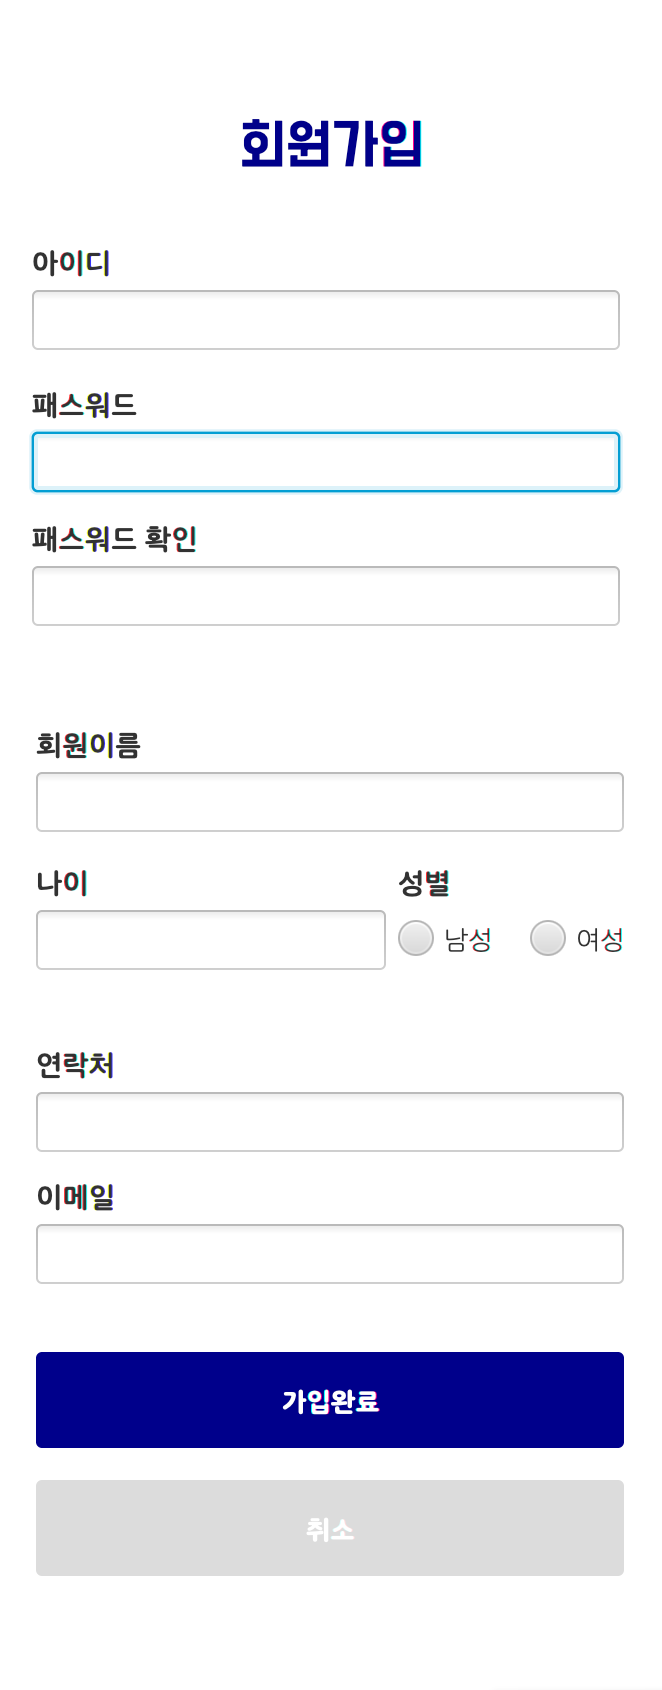 회원가입
아이디
패스워드
패스워드 확인
회원이름
나이 성별
남성 여성
연락처
이메일
가입완료
취소